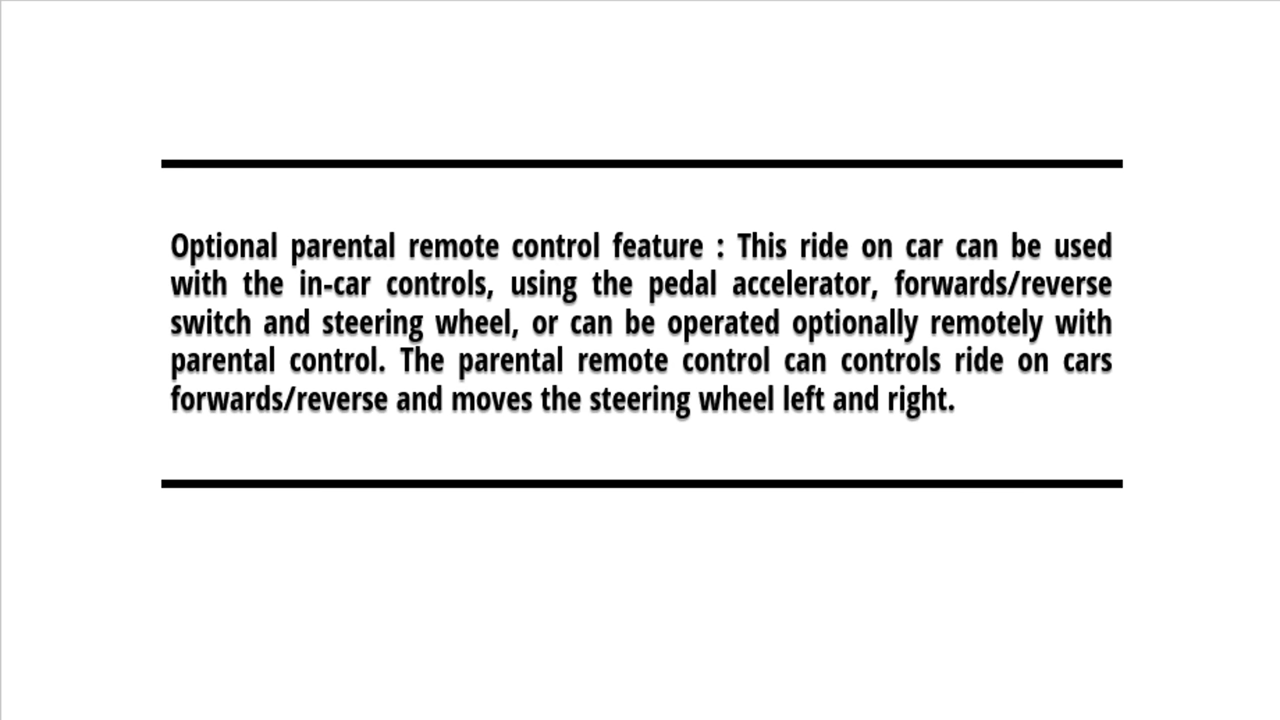 Optional parental remote control feature : This ride on car can be used
with the in-car controls, using the pedal accelerator, forwards/reverse
switch and steering wheel, or can be operated optionally remotely with
parental control. The parental remote control can controls ride on cars
forwards/reverse and moves the steering wheel left and right.